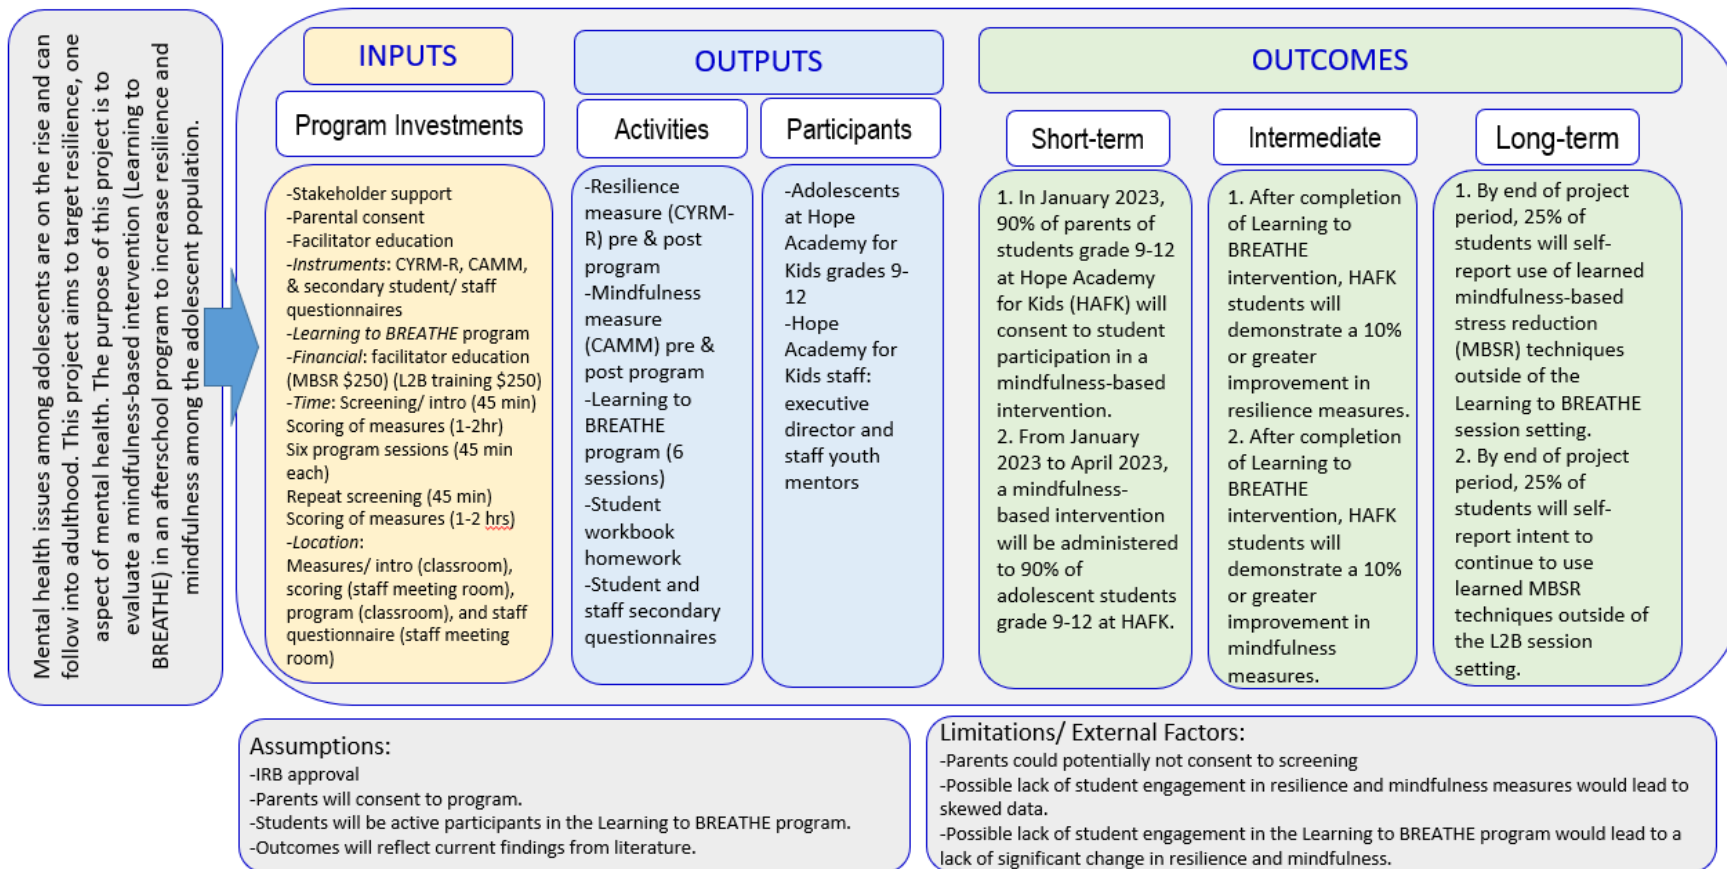 Mental health issues among adolescents are on the rise and can
follow into adulthood. This project aims to target resilience, one
aspect of mental health. The purpose of this project is to
evaluate a mindfulness-based intervention (Learning to
BREATHE) in an afterschool program to increase resilience and
mindfulness among the adolescent population.
INPUTS
Program Investments
-Stakeholder support
-Parental consent
-Facilitator education
-Instruments: CYRM-R, CAMM,
& secondary student/ staff
questionnaires
-Learning to BREATHE program
-Financial: facilitator education
(MBSR $250) (L2B training $250)
-Time: Screening/ intro (45 min)
Scoring of measures (1-2hr)
Six program sessions (45 min
each)
Repeat screening (45 min)
Scoring of measures (1-2 hrs)
-Location:
Measures/ intro (classroom),
scoring (staff meeting room),
program (classroom), and staff
questionnaire (staff meeting
room)
OUTPUTS
Activities
-Resilience
measure (CYRM-
R) pre & post
program
-Mindfulness
measure
(CAMM) pre &
post program
-Learning to
BREATHE
program (6
sessions)
-Student
workbook
homework
-Student and
staff secondary
questionnaires
Participants
-Adolescents
at Hope
Academy for
Kids grades 9-
12
-Hope
Academy for
Kids staff:
executive
director and
staff youth
mentors
OUTCOMES
Short-term
1. In January 2023,
90% of parents of
students grade 9-12
at Hope Academy
for Kids (HAFK) will
consent to student
participation in a
mindfulness-based
intervention.
2. From January
2023 to April 2023,
a mindfulness-
based intervention
will be administered
to 90% of
adolescent students
grade 9-12 at HAFK.
Intermediate
1. After completion
of Learning to
BREATHE
intervention, HAFK
students will
demonstrate a 10%
or greater
improvement in
resilience measures.
2. After completion
of Learning to
BREATHE
intervention, HAFK
students will
demonstrate a 10%
or greater
improvement in
mindfulness
measures.
Long-term
1. By end of project
period, 25% of
students will self-
report use of learned
mindfulness-based
stress reduction
(MBSR) techniques
outside of the
Learning to BREATHE
session setting.
2. By end of project
period, 25% of
students will self-
report intent to
continue to use
learned MBSR
techniques outside of
the L2B session
setting.
Assumptions:
-IRB approval
-Parents will consent to program.
-Students will be active participants in the Learning to BREATHE program.
-Outcomes will reflect current findings from literature.
Limitations/ External Factors:
-Parents could potentially not consent to screening
-Possible lack of student engagement in resilience and mindfulness measures would lead to
skewed data.
-Possible lack of student engagement in the Learning to BREATHE program would lead to a
lack of significant change in resilience and mindfulness.